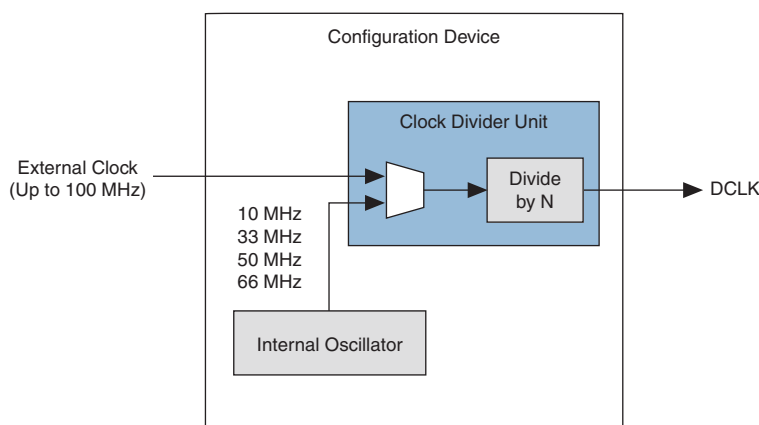 Configuration Device
Clock Divider Unit
External Clock
(Up to 100 MHz)
Divide
by N
DCLK
10 MHz
33 MHz
50 MHz
66 MHz
Internal Oscillator